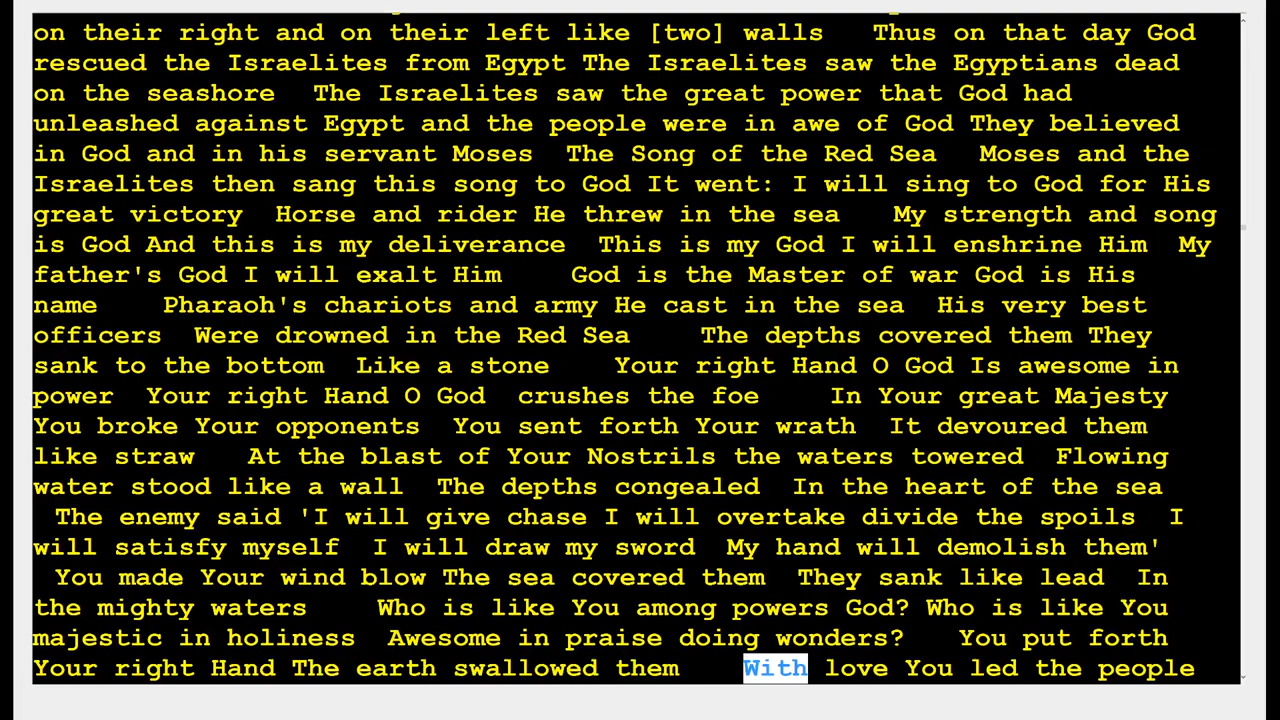 on their right and on their left like [two] walls   Thus on that day God
rescued the Israelites from Egypt The Israelites saw the Egyptians dead
on the seashore  The Israelites saw the great power that God had
unleashed against Egypt and the people were in awe of God They believed
in God and in his servant Moses  The Song of the Red Sea   Moses and the
Israelites then sang this song to God It went: I will sing to God for His
great victory  Horse and rider He threw in the sea   My strength and song
is God And this is my deliverance  This is my God I will enshrine Him  My
father's God I will exalt Him    God is the Master of war God is His
name    Pharaoh's chariots and army He cast in the sea  His very best
officers  Were drowned in the Red Sea    The depths covered them They
sank to the bottom  Like a stone    Your right Hand O God Is awesome in
power  Your right Hand O God  crushes the foe    In Your great Majesty
You broke Your opponents  You sent forth Your wrath  It devoured them
like straw   At the blast of Your Nostrils the waters towered  Flowing
water stood like a wall  The depths congealed  In the heart of the sea
The enemy said 'I will give chase I will overtake divide the spoils  I
will satisfy myself  I will draw my sword  My hand will demolish them'
You made Your wind blow The sea covered them  They sank like lead  In
the mighty waters    Who is like You among powers God? Who is like You
majestic in holiness  Awesome in praise doing wonders?   You put forth
Your right Hand The earth swallowed them    With love You led the people